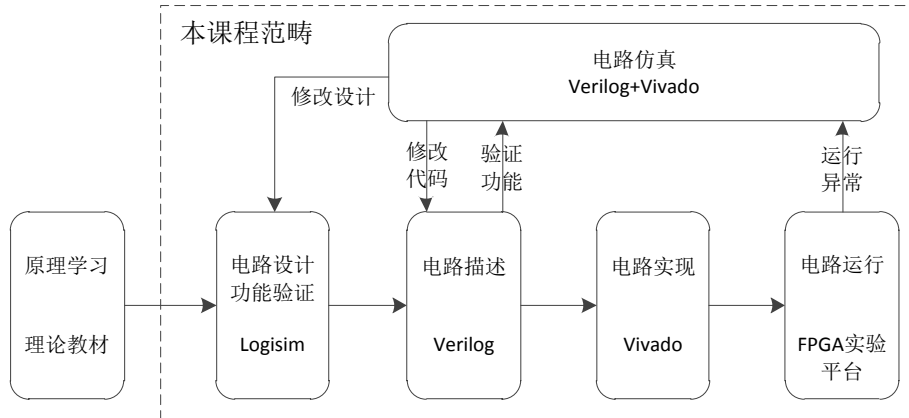 本课程范畴
电路仿真
Verilog+Vivado
修改设计
修改
代码
验证
功能
运行
异常
原理学习
理论教材
电路设计
功能验证
Logisim
电路描述
Verilog
电路实现
Vivado
电路运行
FPGA实验
平台